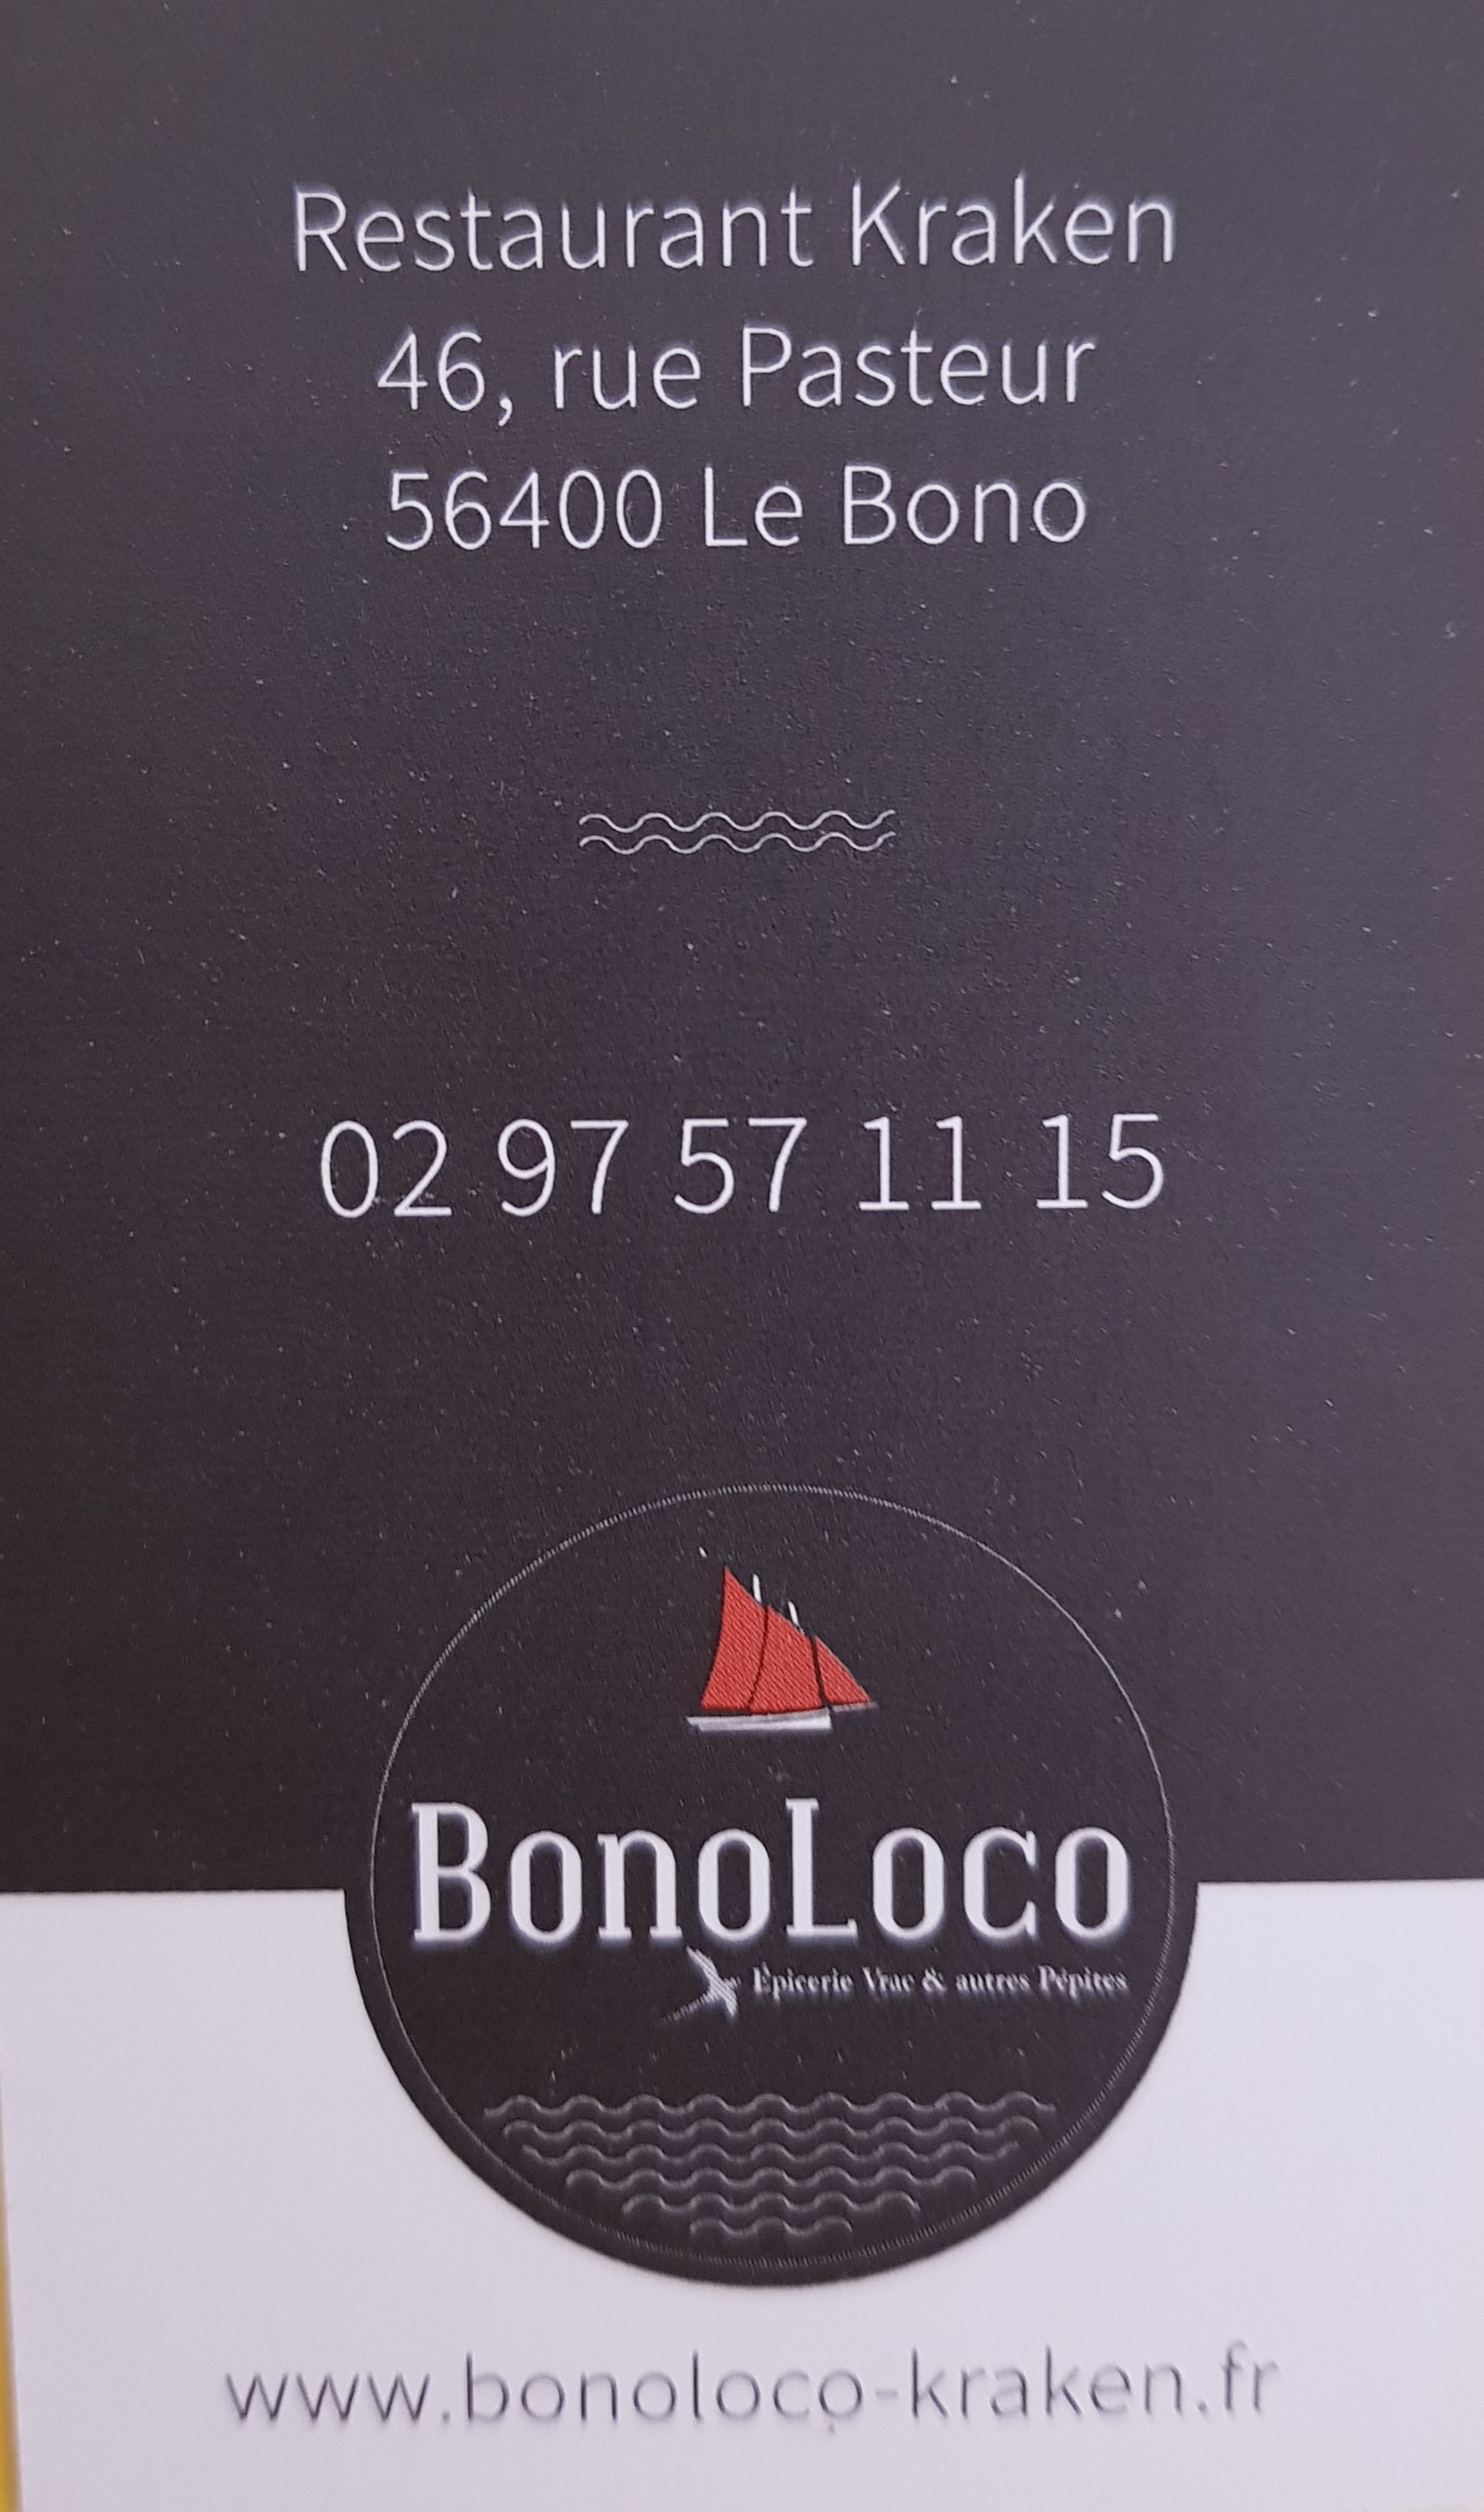 Restaurant Kraken
46, rue Pasteur
56400 Le Bono
02 97 57 11 15
BonoLoco
Épicerie Vrac & autres Pépites
www.bonoloco-kraken.fr